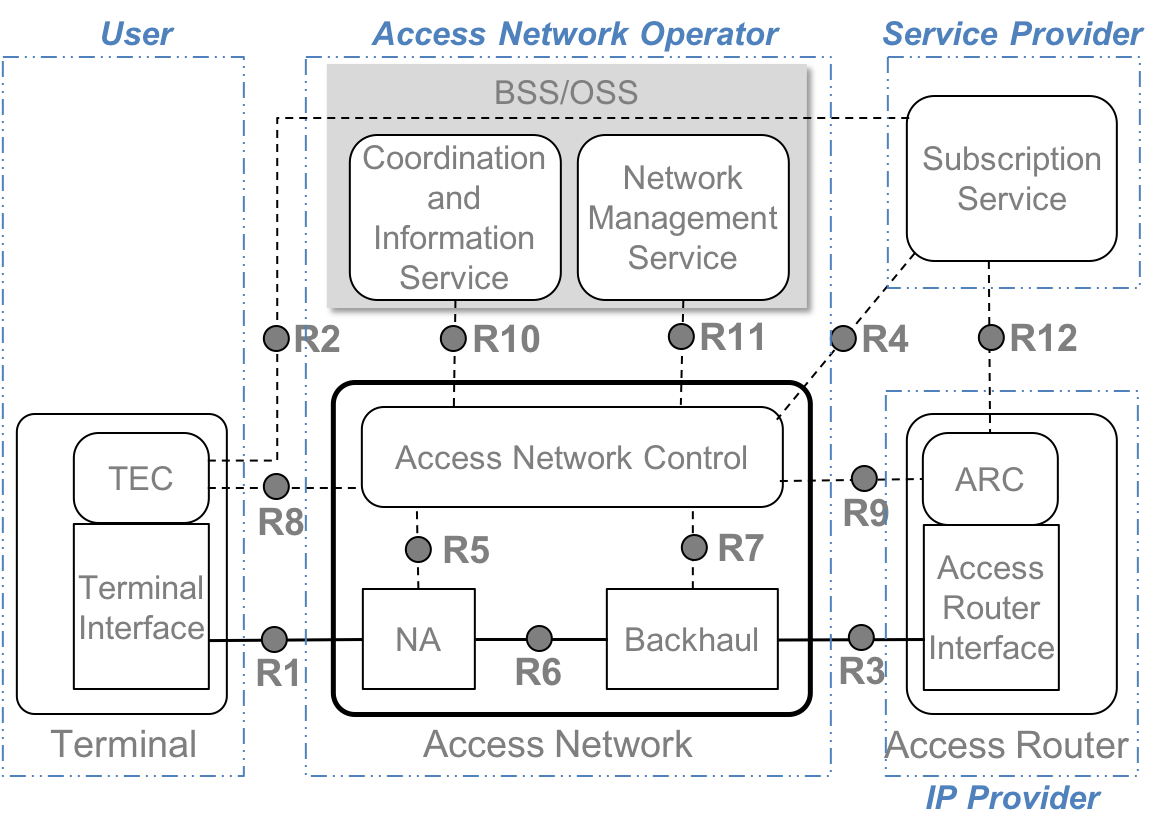 User
Access Network Operator
Service Provider
BSS/OSS
Coordination
and
Information
Service
Network
Management
Service
Subscription
Service
R2
R10
R11
R4
R12
TEC
Access Network Control
ARC
R8
R9
R5
R7
Terminal
Interface
NA
Backhaul
Access
Router
Interface
R1
R6
R3
Terminal
Access Network
Access Router
IP Provider